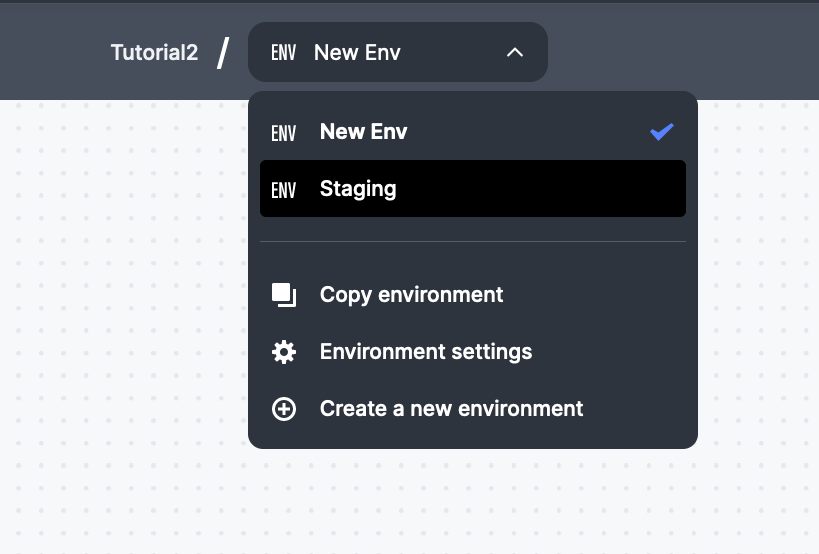 Tutorial2 / ENV New Env
ENV New Env
ENV Staging
Copy environment
Environment settings
Create a new environment